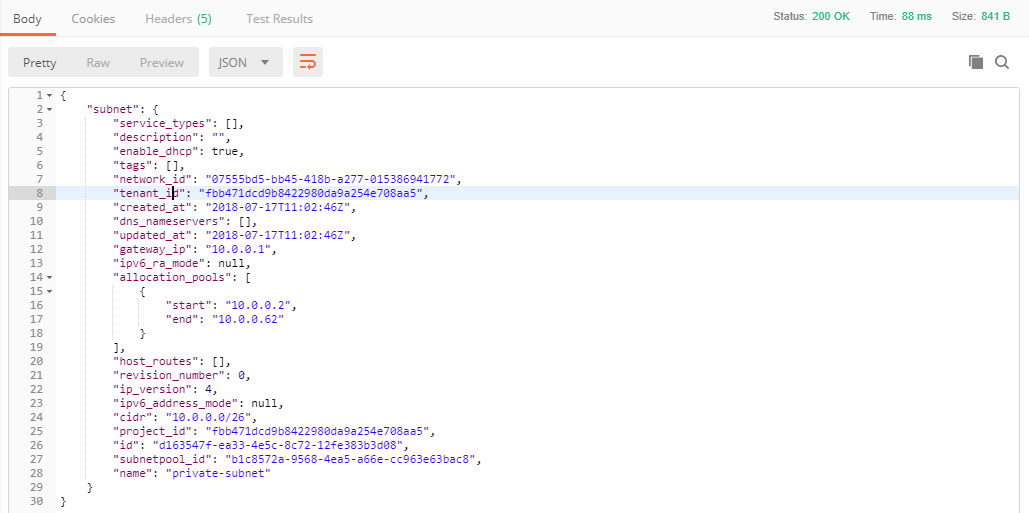 Body Cookies Headers (5) Test Results Status: 200 OK Time: 88 ms Size: 841 B
Pretty Raw Preview JSON
1 {
2 "subnet": {
3 "service_types": [],
4 "description": "",
5 "enable_dhcp": true,
6 "tags": [],
7 "network_id": "07555bd5-bb45-418b-a277-015386941772",
8 "tenant_id": "fbb471dcd9b8422980da9a254e708aa5",
9 "created_at": "2018-07-17T11:02:46Z",
10 "dns_nameservers": [],
11 "updated_at": "2018-07-17T11:02:46Z",
12 "gateway_ip": "10.0.0.1",
13 "ipv6_ra_mode": null,
14 "allocation_pools": [
15 {
16 "start": "10.0.0.2",
17 "end": "10.0.0.62"
18 }
19 ],
20 "host_routes": [],
21 "revision_number": 0,
22 "ip_version": 4,
23 "ipv6_address_mode": null,
24 "cidr": "10.0.0.0/26",
25 "project_id": "fbb471dcd9b8422980da9a254e708aa5",
26 "id": "d163547f-ea33-4e5c-8c72-12fe383b3d08",
27 "subnetpool_id": "b1c8572a-9568-4ea5-a66e-cc963e63bac8",
28 "name": "private-subnet"
29 }
30 }